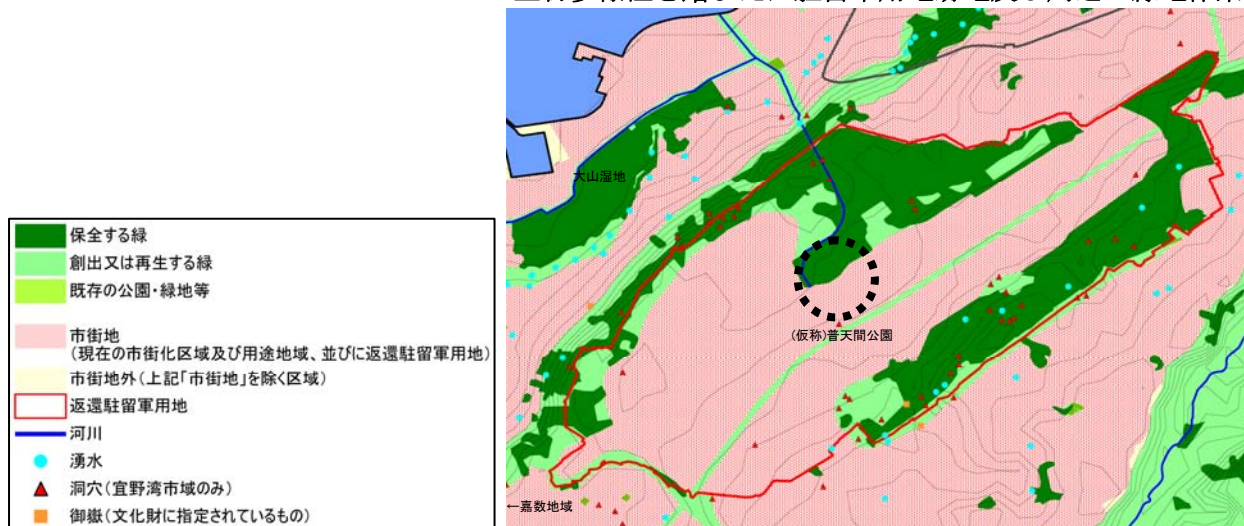 大山湿地
(仮称)普天間公園
←嘉数地域
保全する緑
創出又は再生する緑
既存の公園・緑地等
市街地
(現在の市街化区域及び用途地域、並びに返還駐留軍用地)
市街地外(上記「市街地」を除く区域)
返還駐留軍用地
河川
湧水
洞穴(宜野湾市域のみ)
御嶽(文化財に指定されているもの)